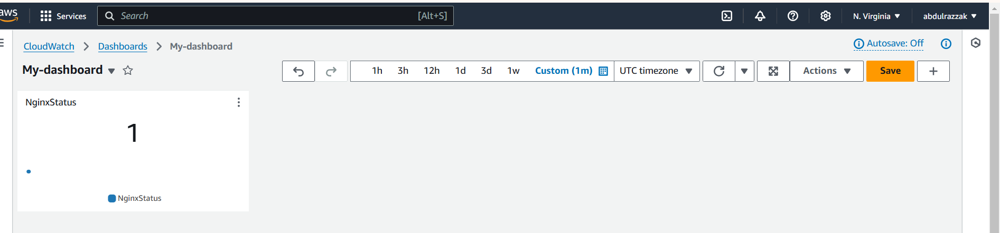 aws Services Search [Alt+S] N. Virginia abdulrazzak
CloudWatch Dashboards My-dashboard Autosave: Off
My-dashboard 1h 3h 12h 1d 3d 1w Custom (1m) UTC timezone Actions Save
NginxStatus
1
NginxStatus